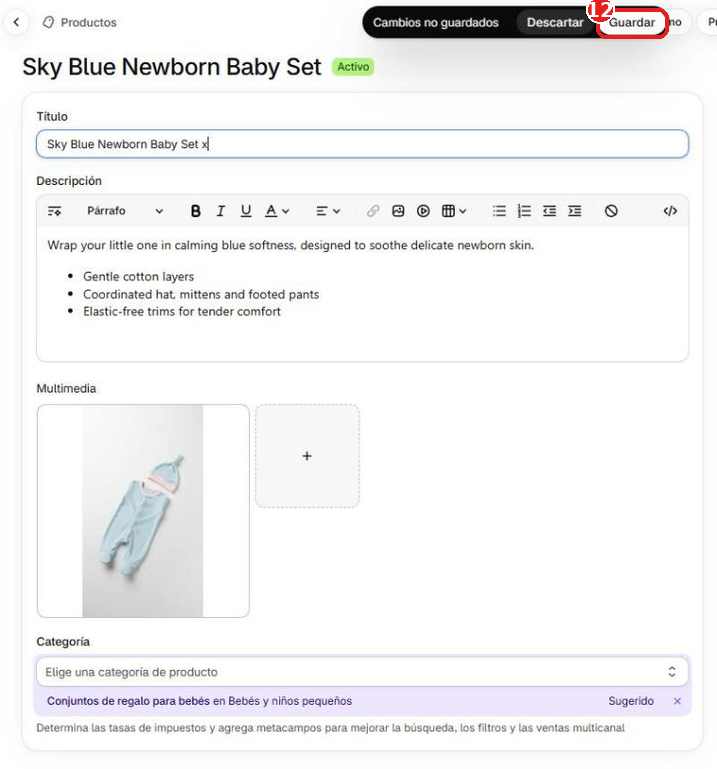 Productos
Cambios no guardados
Descartar
12
Guardar
no
Sky Blue Newborn Baby Set
Activo
Título
Sky Blue Newborn Baby Set x
Descripción
Párrafo
B I U A
Wrap your little one in calming blue softness, designed to soothe delicate newborn skin.
• Gentle cotton layers
• Coordinated hat, mittens and footed pants
• Elastic-free trims for tender comfort
Multimedia
+
Categoría
Elige una categoría de producto
Conjuntos de regalo para bebés en Bebés y niños pequeños
Sugerido ×
Determina las tasas de impuestos y agrega metacampos para mejorar la búsqueda, los filtros y las ventas multicanal